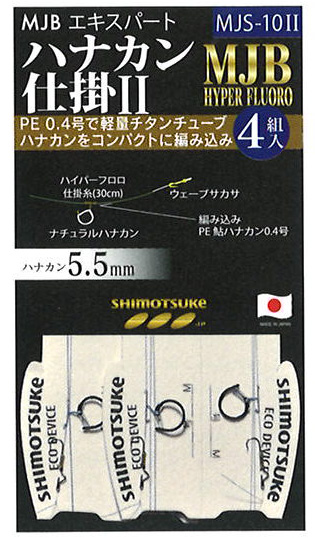 MJB エキスパート
MJS-10II
ハナカン
仕掛II
MJB
HYPER FLUORO
PE 0.4号で軽量チタンチューブ
ハナカンをコンパクトに編み込み
4組入
ハイパーフロロ
仕掛糸(30cm)
ウェーブサカサ
編み込み
PE 鮎ハナカン0.4号
ナチュラルハナカン
ハナカン 5.5mm
SHIMOTSUKe
.JP
MADE IN JAPAN
SHIMOTSUKe
ECO DEVICE
M
SHIMOTSUKe
ECO DEVICE
M
M
SHIMOTSUKe
ECO DEVICE